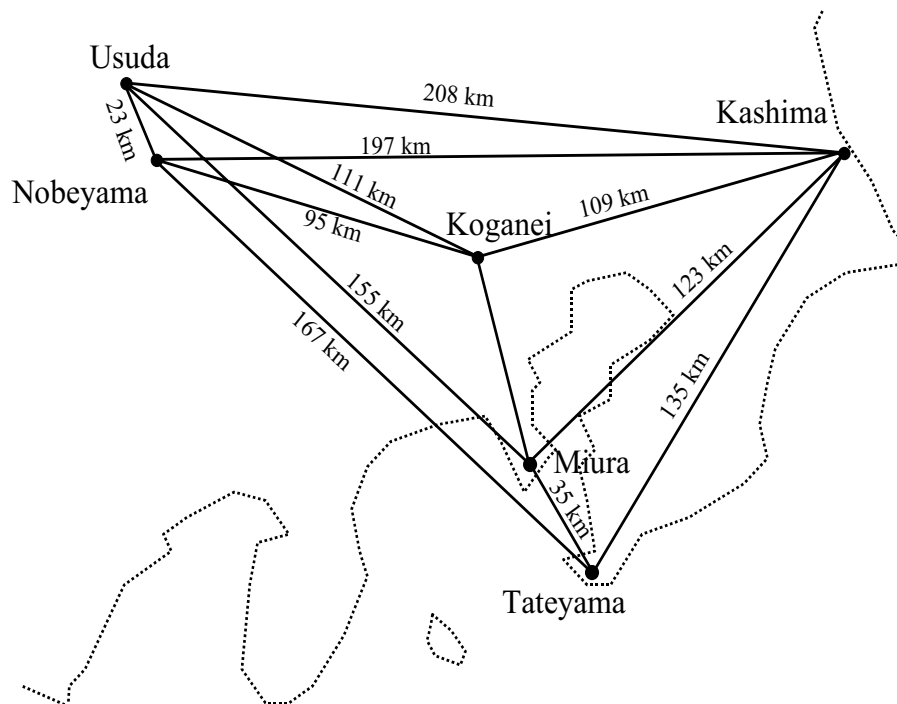 Usuda
208 km
Kashima
23 km
197 km
Nobeyama
111 km
109 km
95 km
Koganei
123 km
155 km
167 km
135 km
Miura
35 km
Tateyama